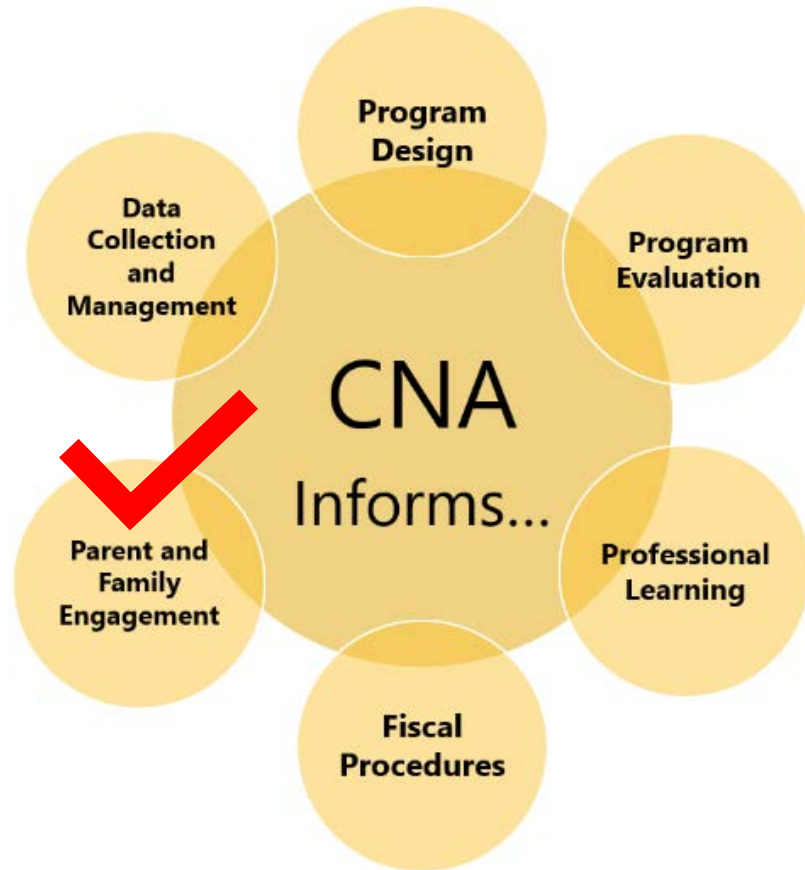 Program
Design
Data
Collection
and
Management
Program
Evaluation
CNA
Informs...
Parent and
Family
Engagement
Professional
Learning
Fiscal
Procedures